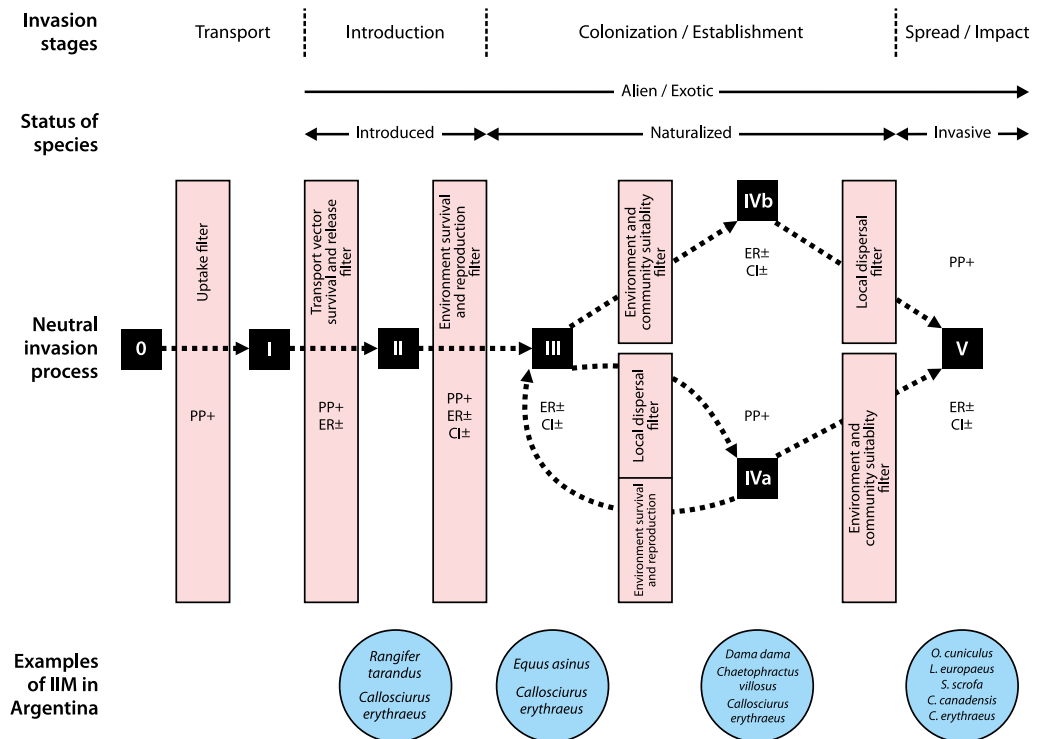 Invasion
stages
Transport
Introduction
Colonization / Establishment
Spread / Impact
Alien / Exotic
Status of
species
Introduced
Naturalized
Invasive
Neutral
invasion
process
0
Uptake filter
PP+
I
Transport vector
survival and release
filter
PP+
ER±
II
Environment survival
and reproduction
filter
PP+
ER±
CI±
III
ER±
CI±
Environment and
community suitablity
filter
Local dispersal
filter
Environment survival
and reproduction
IVb
ER±
CI±
PP+
IVa
Local dispersal
filter
Environment and
community suitability
filter
PP+
V
ER±
CI±
Examples
of IIM in
Argentina
Rangifer
tarandus
Callosciurus
erythraeus
Equus asinus
Callosciurus
erythraeus
Dama dama
Chaetophractus
villosus
Callosciurus
erythraeus
O. cuniculus
L. europaeus
S. scrofa
C. canadensis
C. erythraeus